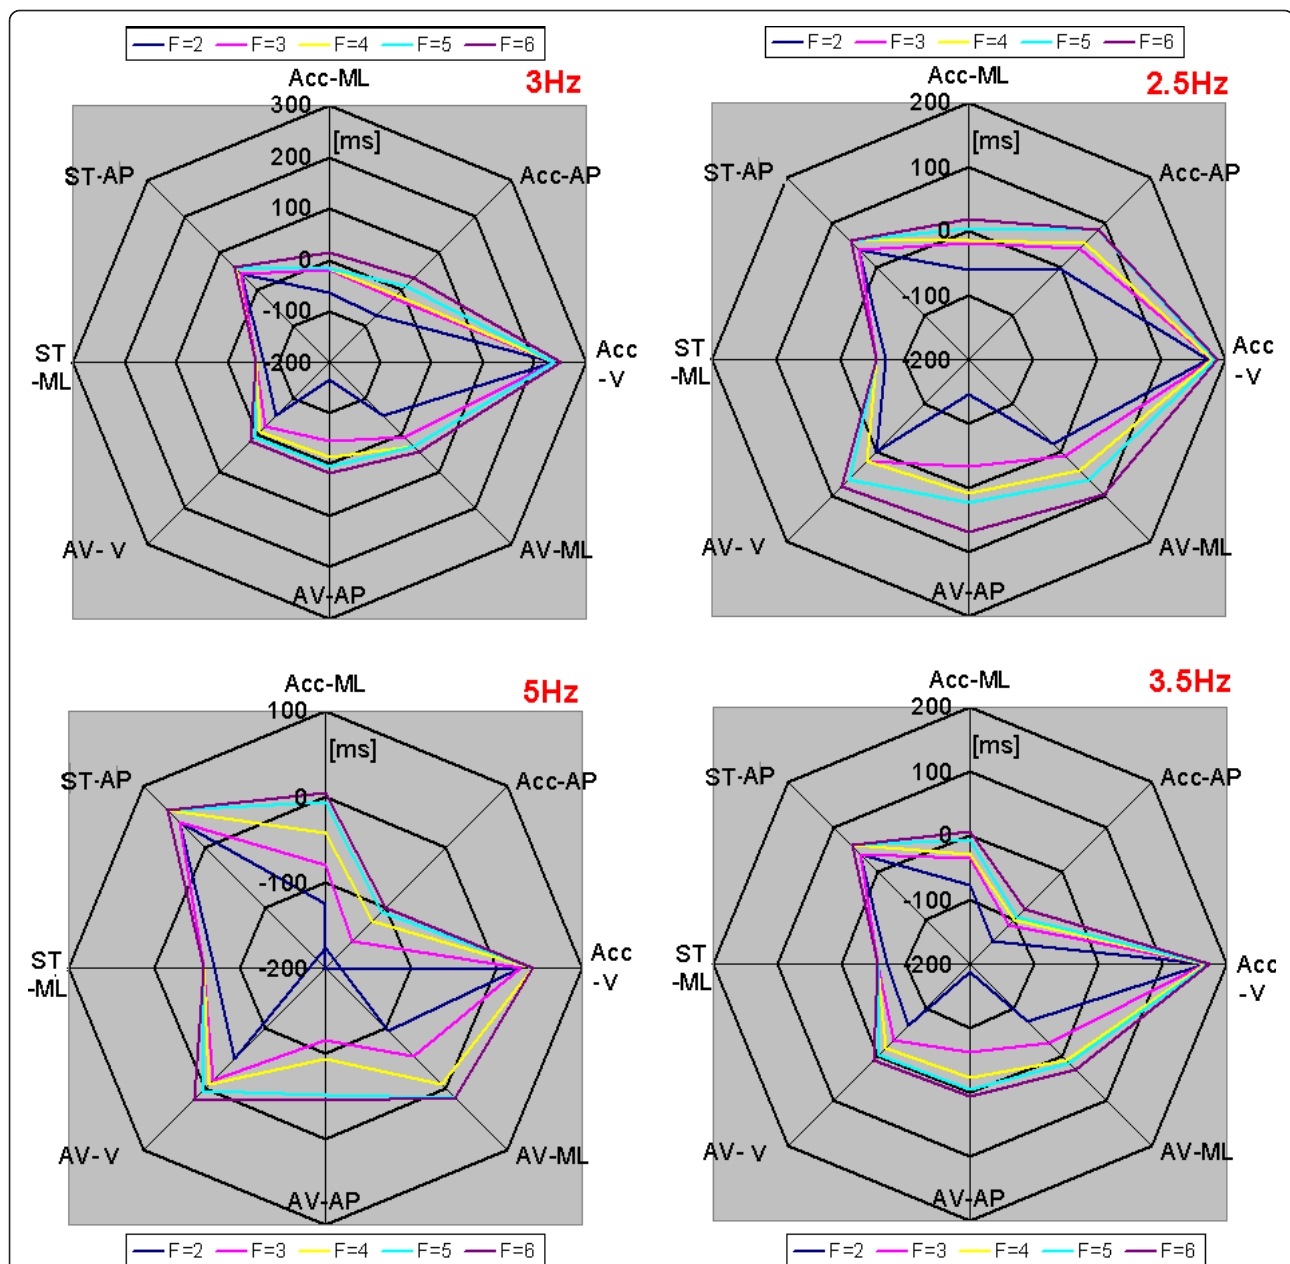 F=2 F=3 F=4 F=5 F=6
Acc-ML
3Hz
300
[ms]
200
100
0
-100
-200
ST-AP
Acc-AP
ST
-ML
Acc
-V
AV- V
AV-ML
AV-AP
F=2 F=3 F=4 F=5 F=6
Acc-ML
2.5Hz
200
[ms]
100
0
-100
-200
ST-AP
Acc-AP
ST
-ML
Acc
-V
AV- V
AV-ML
AV-AP
Acc-ML
5Hz
100
[ms]
0
-100
-200
ST-AP
Acc-AP
ST
-ML
Acc
-V
AV- V
AV-ML
AV-AP
F=2 F=3 F=4 F=5 F=6
Acc-ML
3.5Hz
200
[ms]
100
0
-100
-200
ST-AP
Acc-AP
ST
-ML
Acc
-V
AV- V
AV-ML
AV-AP
F=2 F=3 F=4 F=5 F=6